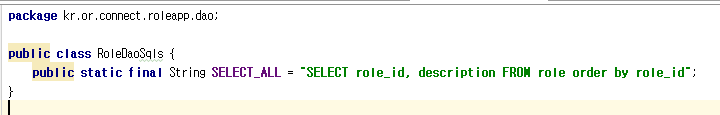 package kr.or.connect.roleapp.dao;
public class RoleDaoSqls {
public static final String SELECT_ALL = "SELECT role_id, description FROM role order by role_id";
}